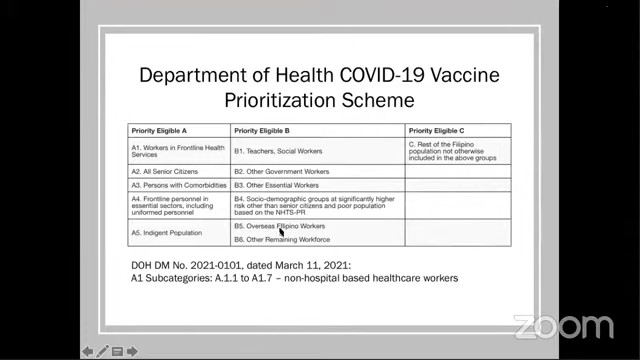 Department of Health COVID-19 Vaccine
Prioritization Scheme
Priority Eligible A
Priority Eligible B
Priority Eligible C
A1. Workers in Frontline Health
Services
B1. Teachers, Social Workers
C. Rest of the Filipino
population not otherwise
included in the above groups
A2. All Senior Citizens
B2. Other Government Workers
A3. Persons with Comorbidities
B3. Other Essential Workers
A4. Frontline personnel in
essential sectors, including
uniformed personnel
B4. Socio-demographic groups at significantly higher
risk other than senior citizens and poor population
based on the NHTS-PR
A5. Indigent Population
B5. Overseas Filipino Workers
B6. Other Remaining Workforce
DOH DM No. 2021-0101, dated March 11, 2021:
A1 Subcategories: A.1.1 to A1.7 – non-hospital based healthcare workers
zoom